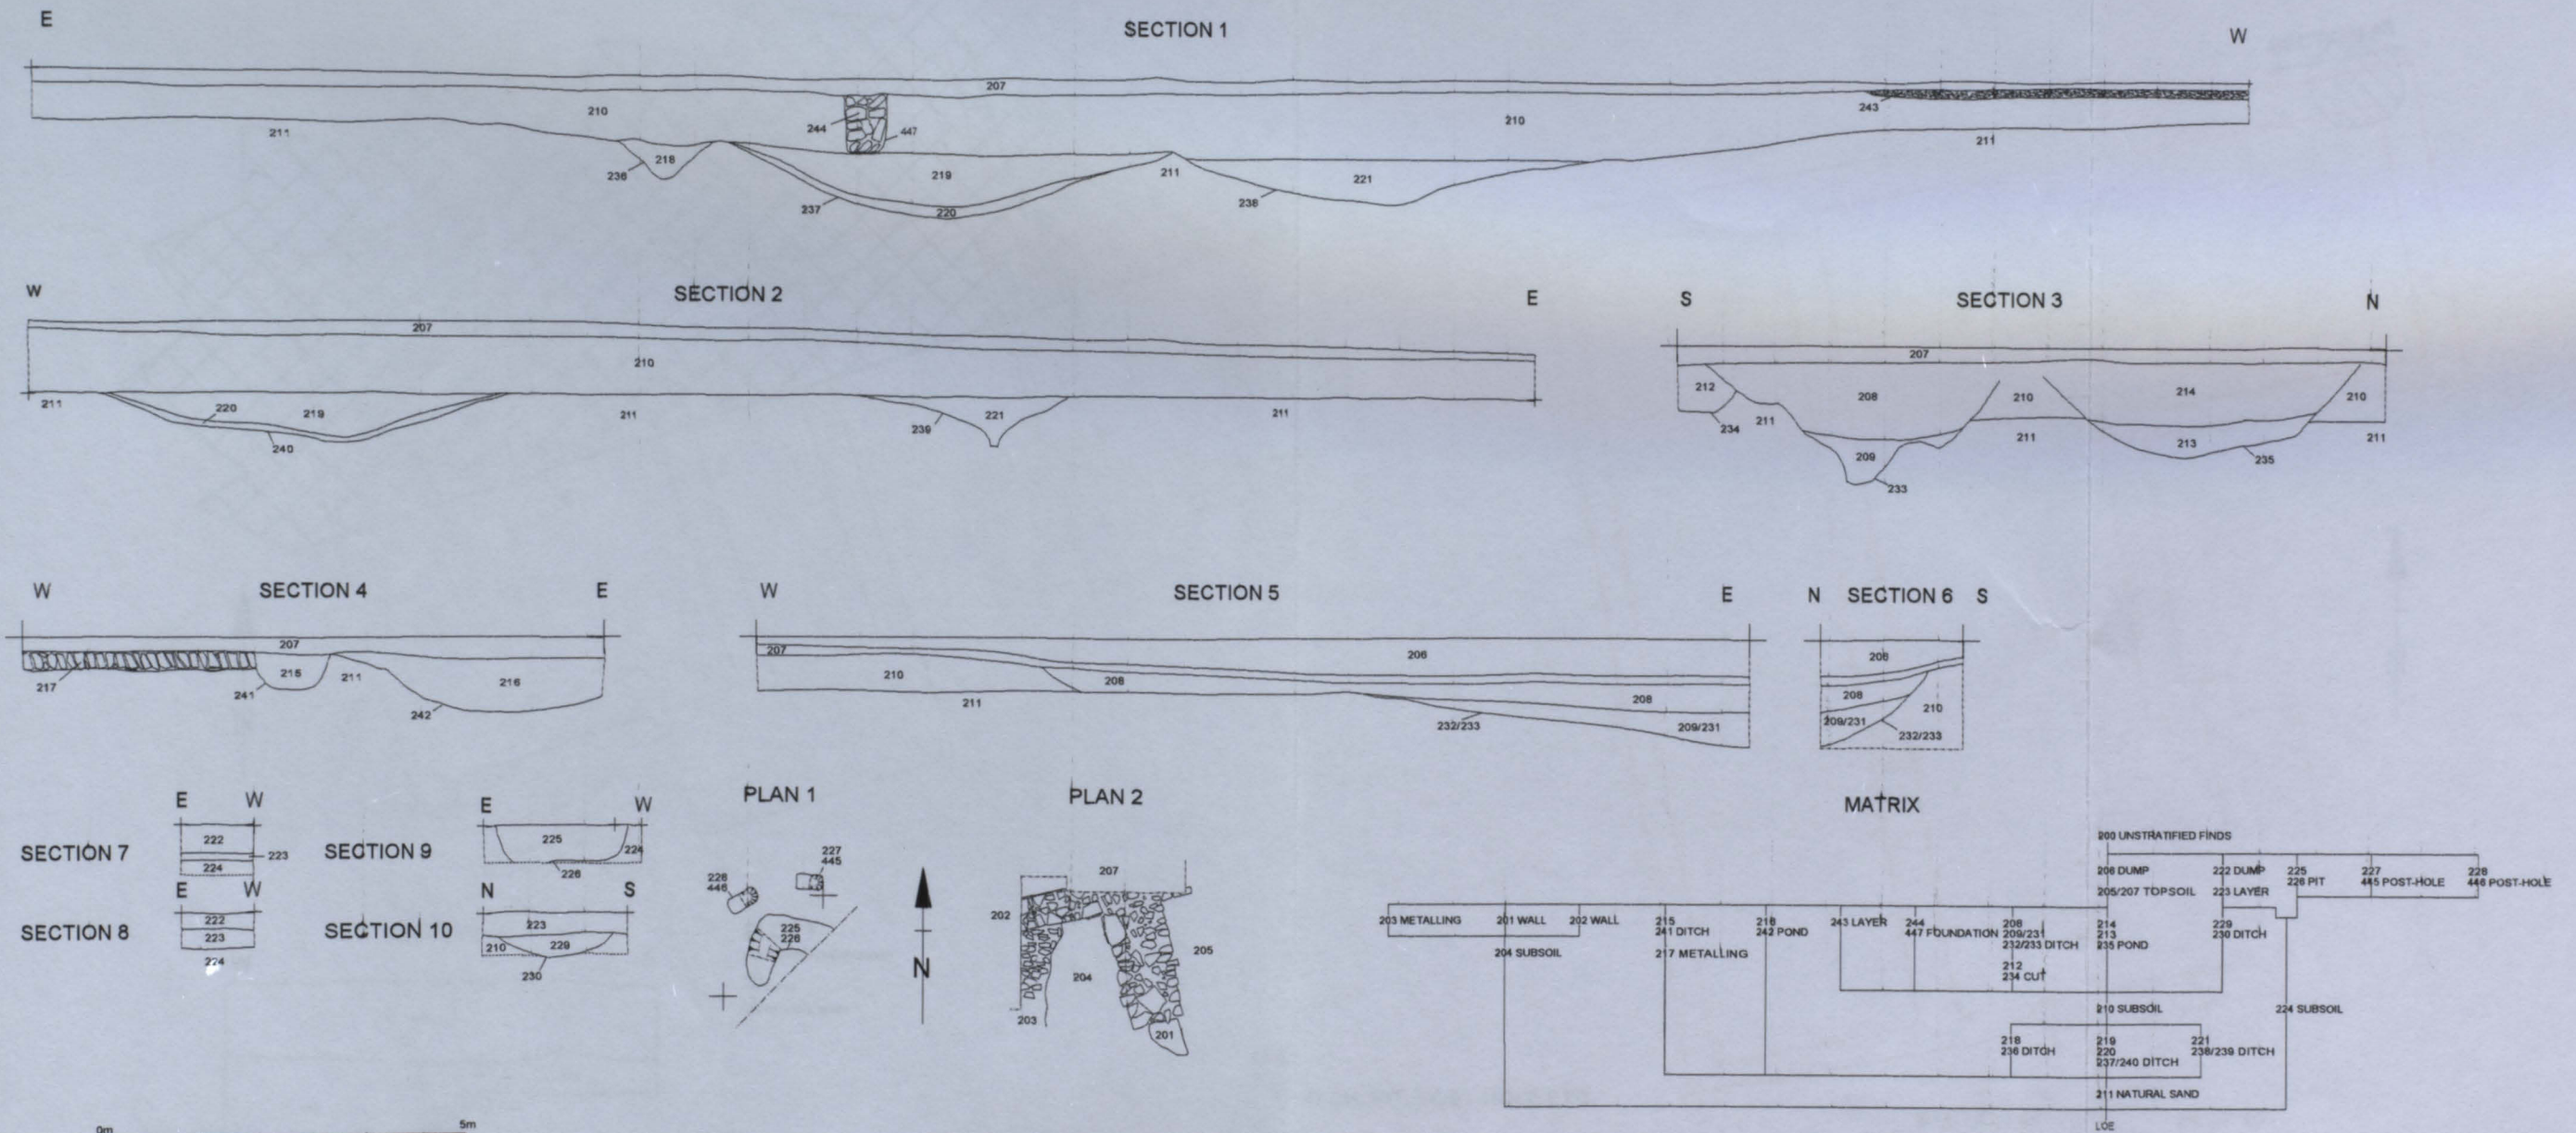 E
SECTION 1
W
207
210
211
244
447
210
243
211
236
218
219
237
220
211
221
238
W
SECTION 2
E
207
210
211
220
219
240
211
239
221
211
S
SECTION 3
N
207
212
234
211
208
209
233
210
211
214
213
235
210
211
W
SECTION 4
E
207
217
241
215
211
216
242
W
SECTION 5
E
207
206
210
208
211
208
232/233
209/231
N SECTION 6 S
206
208
209/231
210
232/233
E W
SECTION 7
222
223
224
E W
SECTION 8
222
223
224
E W
SECTION 9
225
224
226
N S
SECTION 10
223
210
229
230
PLAN 1
227
445
228
446
225
226
N
PLAN 2
207
202
205
204
203
201
MATRIX
200 UNSTRATIFIED FINDS
206 DUMP
222 DUMP
225
226 PIT
227
445 POST-HOLE
228
446 POST-HOLE
205/207 TOPSOIL
223 LAYER
203 METALLING
201 WALL
202 WALL
215
241 DITCH
216
242 POND
243 LAYER
244
447 FOUNDATION
208
209/231
232/233 DITCH
214
213
235 POND
229
230 DITCH
204 SUBSOIL
217 METALLING
212
234 CUT
210 SUBSOIL
224 SUBSOIL
218
236 DITCH
219
220
237/240 DITCH
221
238/239 DITCH
211 NATURAL SAND
LOE
0m
5m